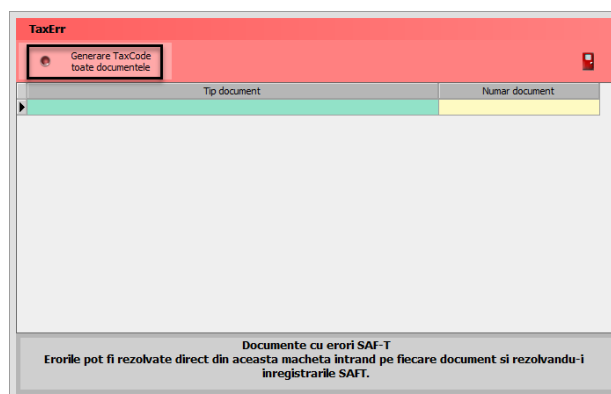 TaxErr
Generare TaxCode
toate documentele
Tip document Numar document
Documente cu erori SAF-T
Erorile pot fi rezolvate direct din aceasta macheta intrand pe fiecare document si rezolvandu-i
inregistrarile SAFT.